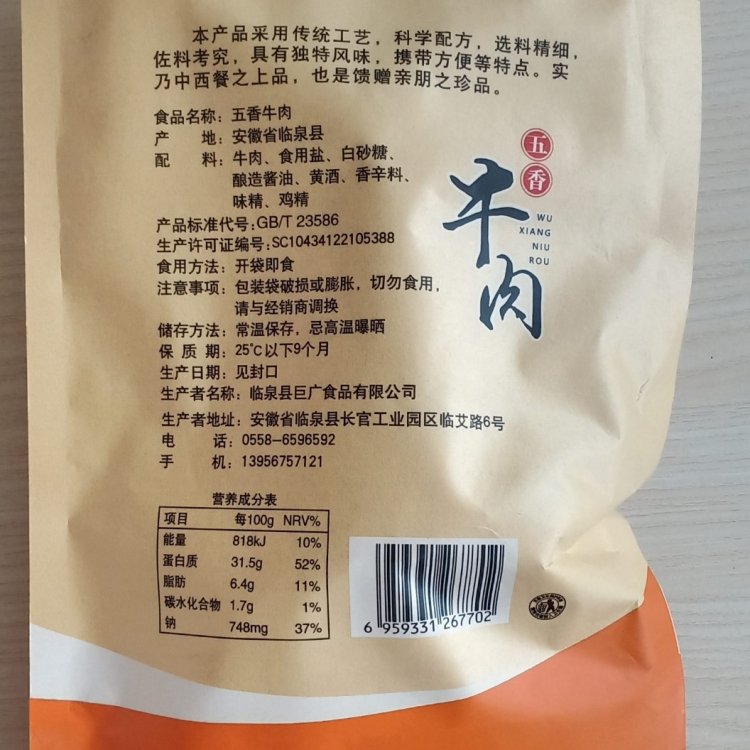 本产品采用传统工艺，科学配方，选料精细，
佐料考究，具有独特风味，携带方便等特点。实
乃中西餐之上品，也是馈赠亲朋之珍品。
食品名称：五香牛肉
产 地：安徽省临泉县
配 料：牛肉、食用盐、白砂糖、
酿造酱油、黄酒、香辛料、
味精、鸡精
产品标准代号：GB/T 23586
生产许可证编号：SC10434122105388
食用方法：开袋即食
注意事项：包装袋破损或膨胀，切勿食用，
请与经销商调换
储存方法：常温保存，忌高温曝晒
保 质 期：25℃以下9个月
生产日期：见封口
生产者名称：临泉县巨广食品有限公司
生产者地址：安徽省临泉县长官工业园区临艾路6号
电 话：0558-6596592
手 机：13956757121
五香
牛肉
WU
XIANG
NIU
ROU
营养成分表
项目 每100g NRV%
能量 818kJ 10%
蛋白质 31.5g 52%
脂肪 6.4g 11%
碳水化合物 1.7g 1%
钠 748mg 37%
6 959331 267702